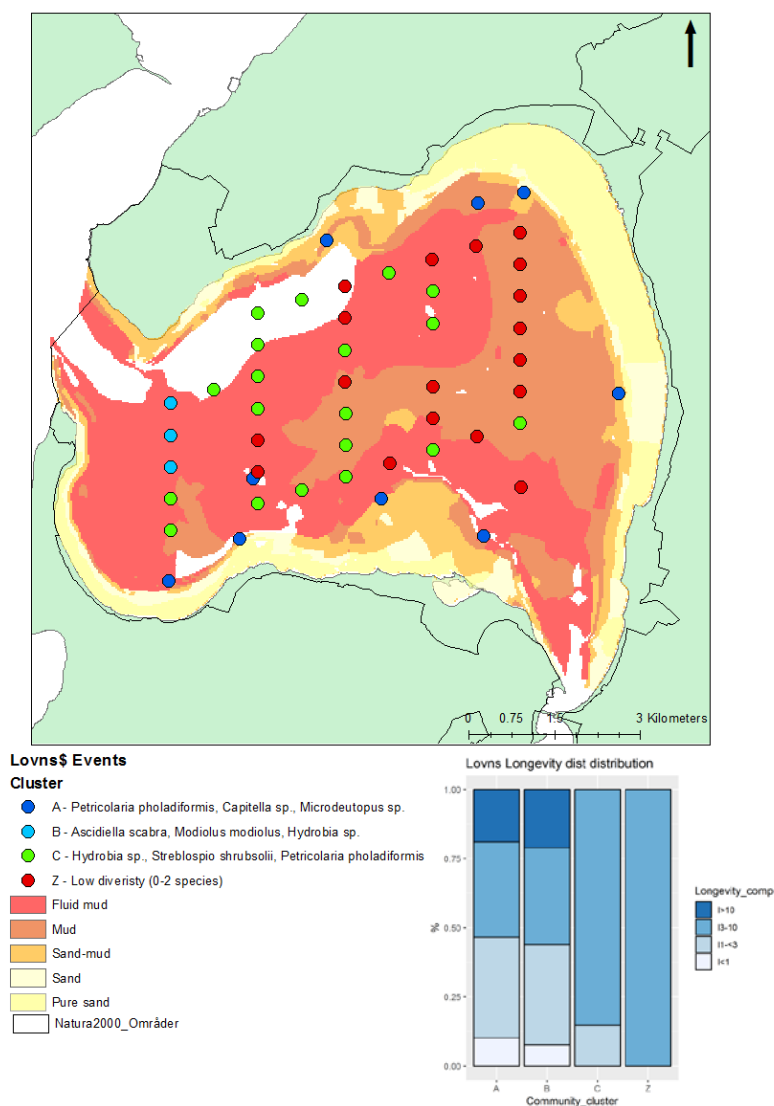 0 0.75 1.5 3 Kilometers
Lovns$ Events
Cluster
A - Petricolaria pholadiformis, Capitella sp., Microdeutopus sp.
B - Ascidiella scabra, Modiolus modiolus, Hydrobia sp.
C - Hydrobia sp., Streblospio shrubsolii, Petricolaria pholadiformis
Z - Low diveristy (0-2 species)
Fluid mud
Mud
Sand-mud
Sand
Pure sand
Natura2000_Områder
Lovns Longevity dist distribution
1.00
0.75
0.50
0.25
0.00
%
A B C Z
Community_cluster
Longevity_comp
l>10
l3-10
l1-<3
l<1